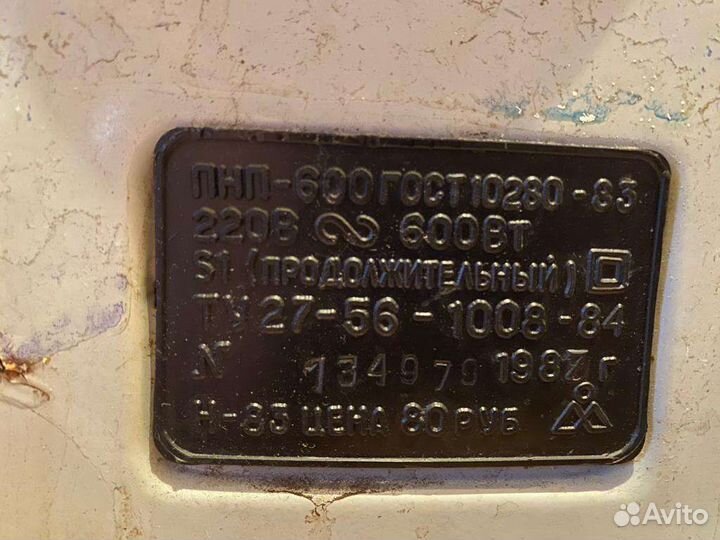 ПНП-600 ГОСТ 10280-83
220В ∾ 600ВТ
S1 (ПРОДОЛЖИТЕЛЬНЫЙ)
ТУ 27-56-1008-84
N 134979 г
Н-83 ЦЕНА 80 РУБ
Avito